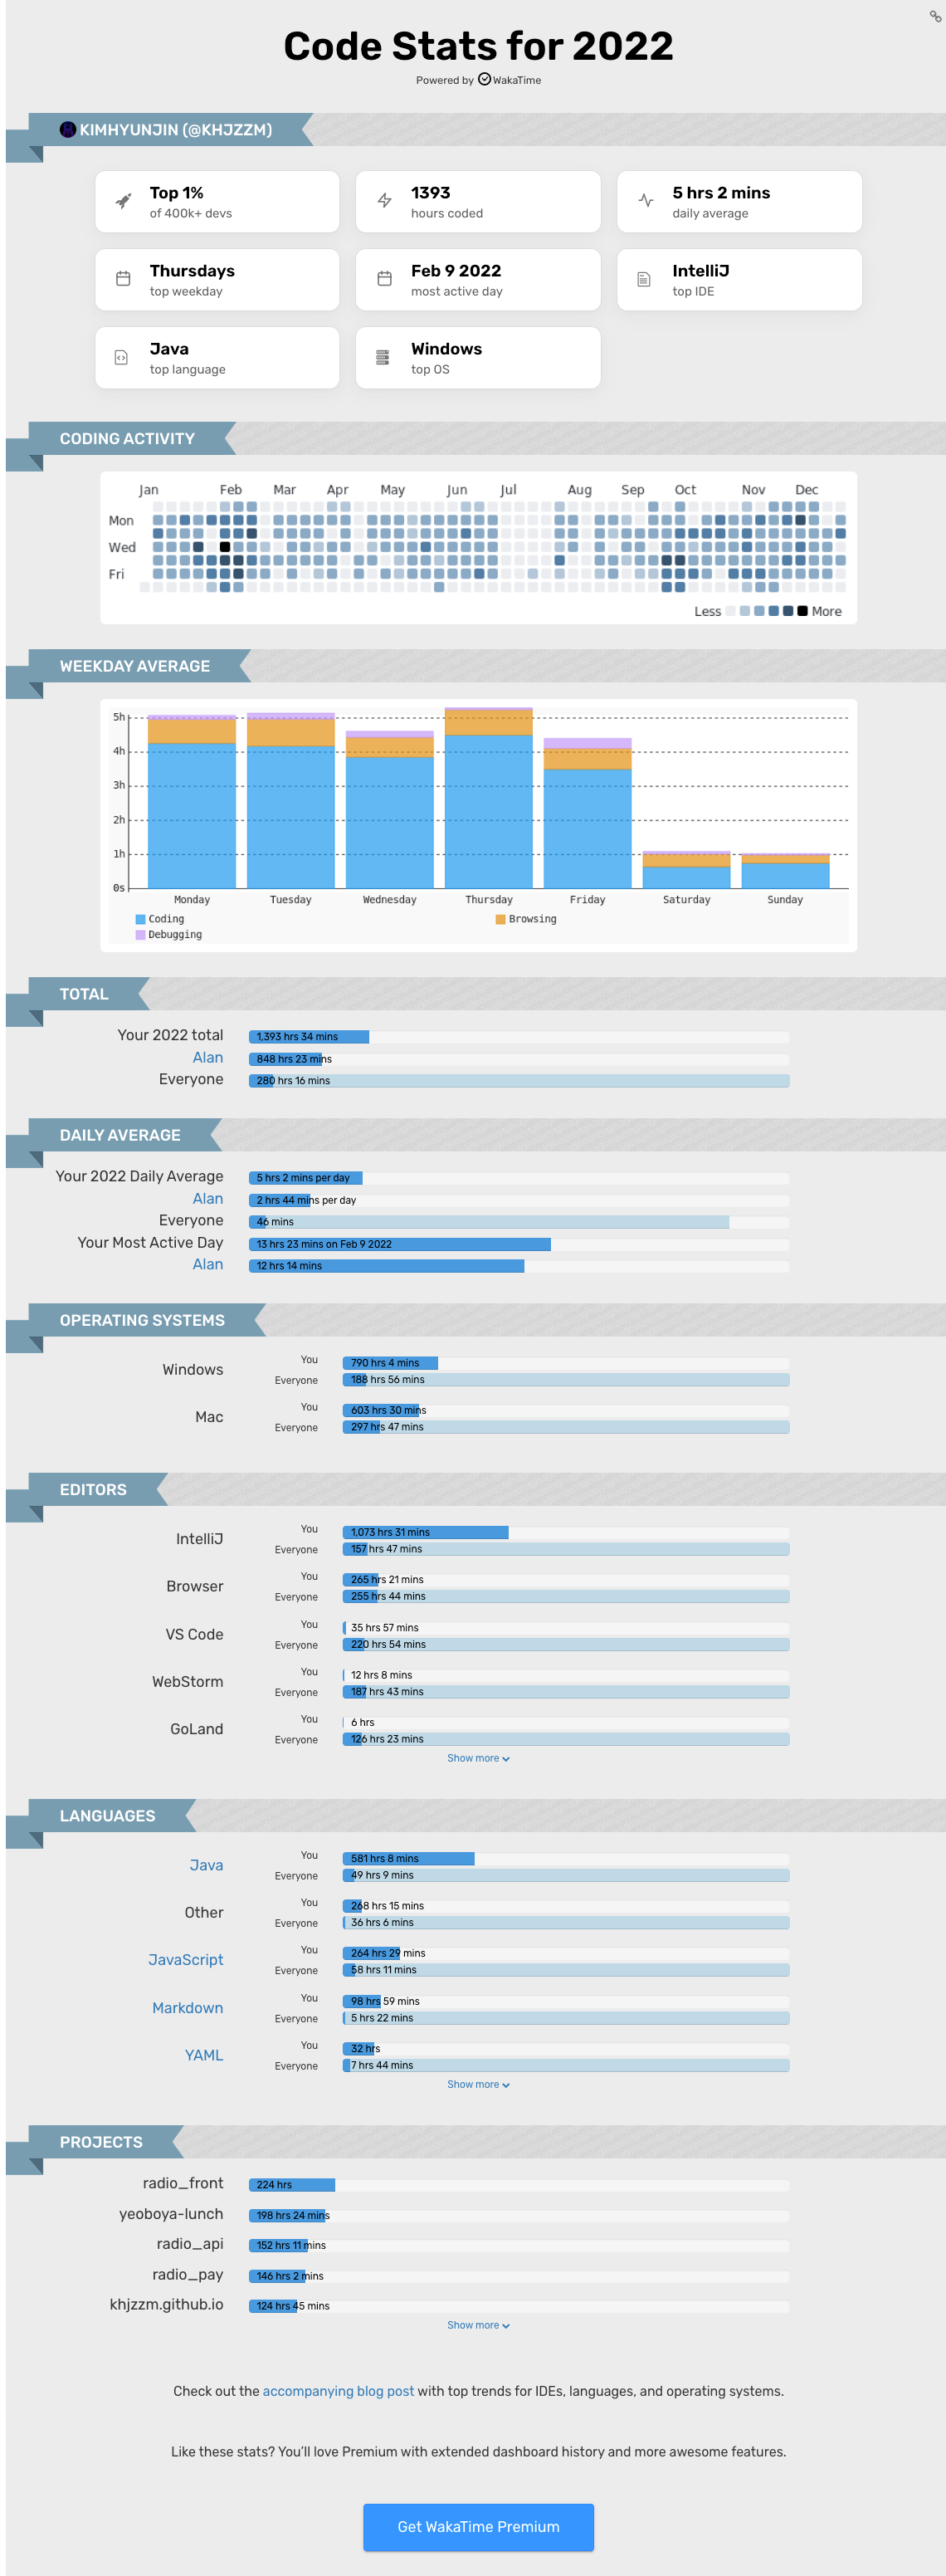 Code Stats for 2022
Powered by WakaTime
KIMHYUNJIN (@KHJZZM)
Top 1%
of 400k+ devs
1393
hours coded
5 hrs 2 mins
daily average
Thursdays
top weekday
Feb 9 2022
most active day
IntelliJ
top IDE
Java
top language
Windows
top OS
CODING ACTIVITY
Jan Feb Mar Apr May Jun Jul Aug Sep Oct Nov Dec
Mon
Wed
Fri
Less More
WEEKDAY AVERAGE
5h
4h
3h
2h
1h
0s
Monday Tuesday Wednesday Thursday Friday Saturday Sunday
Coding Browsing
Debugging
TOTAL
Your 2022 total 1,393 hrs 34 mins
Alan 848 hrs 23 mins
Everyone 280 hrs 16 mins
DAILY AVERAGE
Your 2022 Daily Average 5 hrs 2 mins per day
Alan 2 hrs 44 mins per day
Everyone 46 mins
Your Most Active Day 13 hrs 23 mins on Feb 9 2022
Alan 12 hrs 14 mins
OPERATING SYSTEMS
Windows
You 790 hrs 4 mins
Everyone 188 hrs 56 mins
Mac
You 603 hrs 30 mins
Everyone 297 hrs 47 mins
EDITORS
IntelliJ
You 1,073 hrs 31 mins
Everyone 157 hrs 47 mins
Browser
You 265 hrs 21 mins
Everyone 255 hrs 44 mins
VS Code
You 35 hrs 57 mins
Everyone 220 hrs 54 mins
WebStorm
You 12 hrs 8 mins
Everyone 187 hrs 43 mins
GoLand
You 6 hrs
Everyone 126 hrs 23 mins
Show more
LANGUAGES
Java
You 581 hrs 8 mins
Everyone 49 hrs 9 mins
Other
You 268 hrs 15 mins
Everyone 36 hrs 6 mins
JavaScript
You 264 hrs 29 mins
Everyone 58 hrs 11 mins
Markdown
You 98 hrs 59 mins
Everyone 5 hrs 22 mins
YAML
You 32 hrs
Everyone 7 hrs 44 mins
Show more
PROJECTS
radio_front 224 hrs
yeoboya-lunch 198 hrs 24 mins
radio_api 152 hrs 11 mins
radio_pay 146 hrs 2 mins
khjzzm.github.io 124 hrs 45 mins
Show more
Check out the accompanying blog post with top trends for IDEs, languages, and operating systems.
Like these stats? You'll love Premium with extended dashboard history and more awesome features.
Get WakaTime Premium